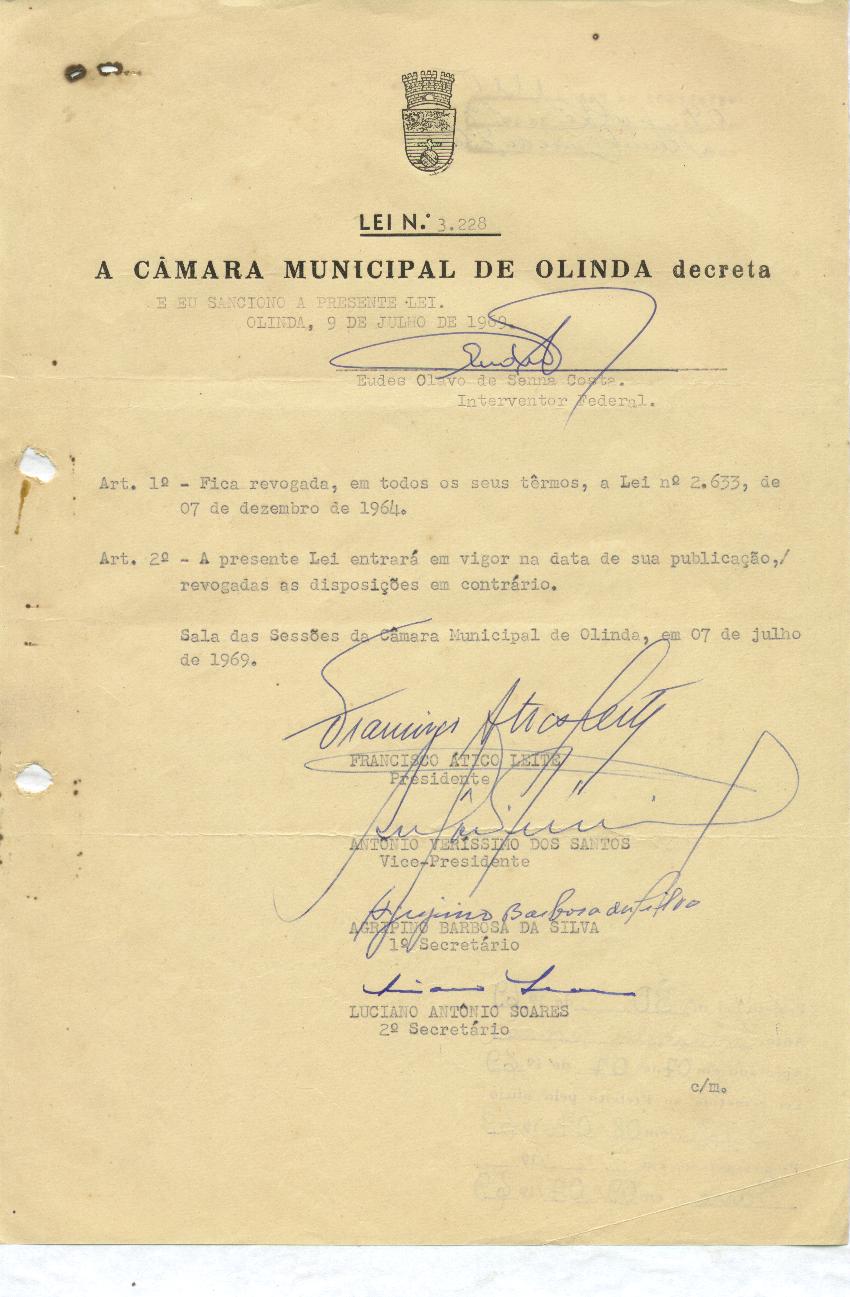 LEI N.º 3.228
A CÂMARA MUNICIPAL DE OLINDA decreta
E EU SANCIONO A PRESENTE LEI.
OLINDA, 9 DE JULHO DE 1969.
Eudes Olavo de Senna Costa.
Interventor Federal.
Art. 1º - Fica revogada, em todos os seus têrmos, a Lei nº 2.633, de
07 de dezembro de 1964.
Art. 2º - A presente Lei entrará em vigor na data de sua publicação,/
revogadas as disposições em contrário.
Sala das Sessões da Câmara Municipal de Olinda, em 07 de julho
de 1969.
Francisco Ático Leite
FRANCISCO ÁTICO LEITE
Presidente
ANTÔNIO VERÍSSIMO DOS SANTOS
Vice-Presidente
Agripino Barbosa da Silva
AGRIPINO BARBOSA DA SILVA
1º Secretário
LUCIANO ANTÔNIO SOARES
2º Secretário
c/m.